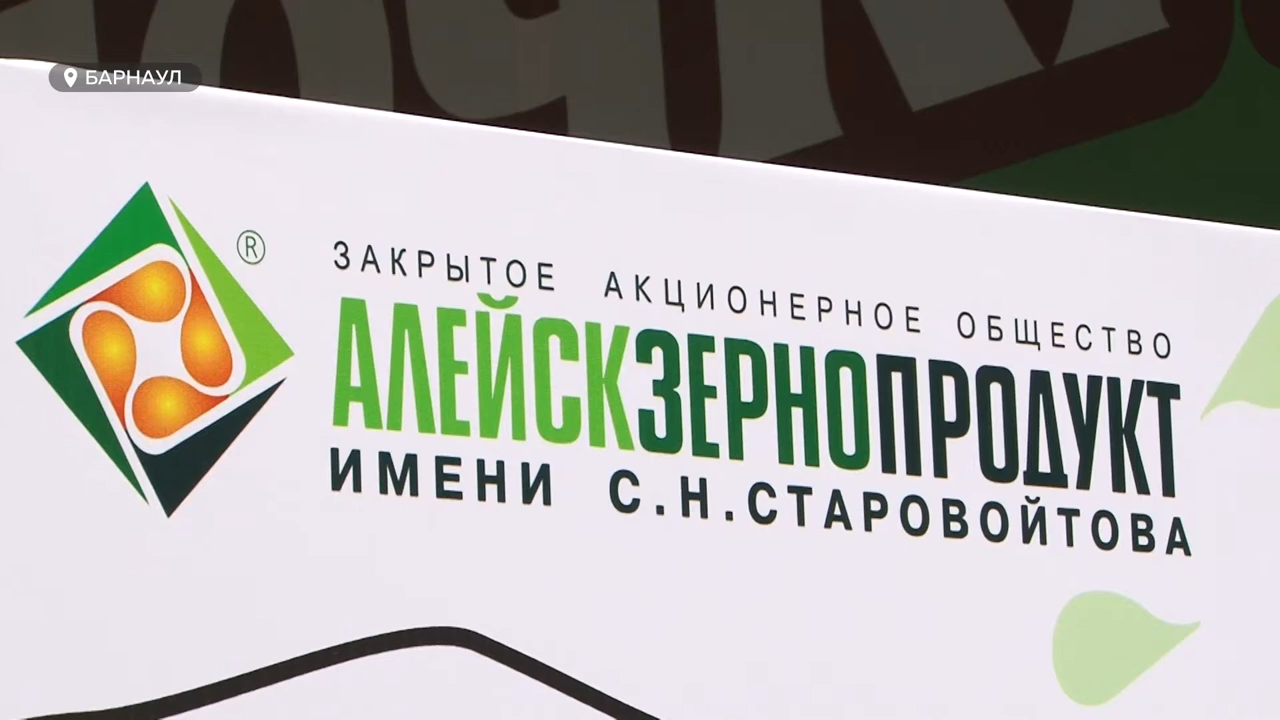 БАРНАУЛ
®
ЗАКРЫТОЕ АКЦИОНЕРНОЕ ОБЩЕСТВО
АЛЕЙСКЗЕРНОПРОДУКТ
ИМЕНИ С.Н.СТАРОВОЙТОВА